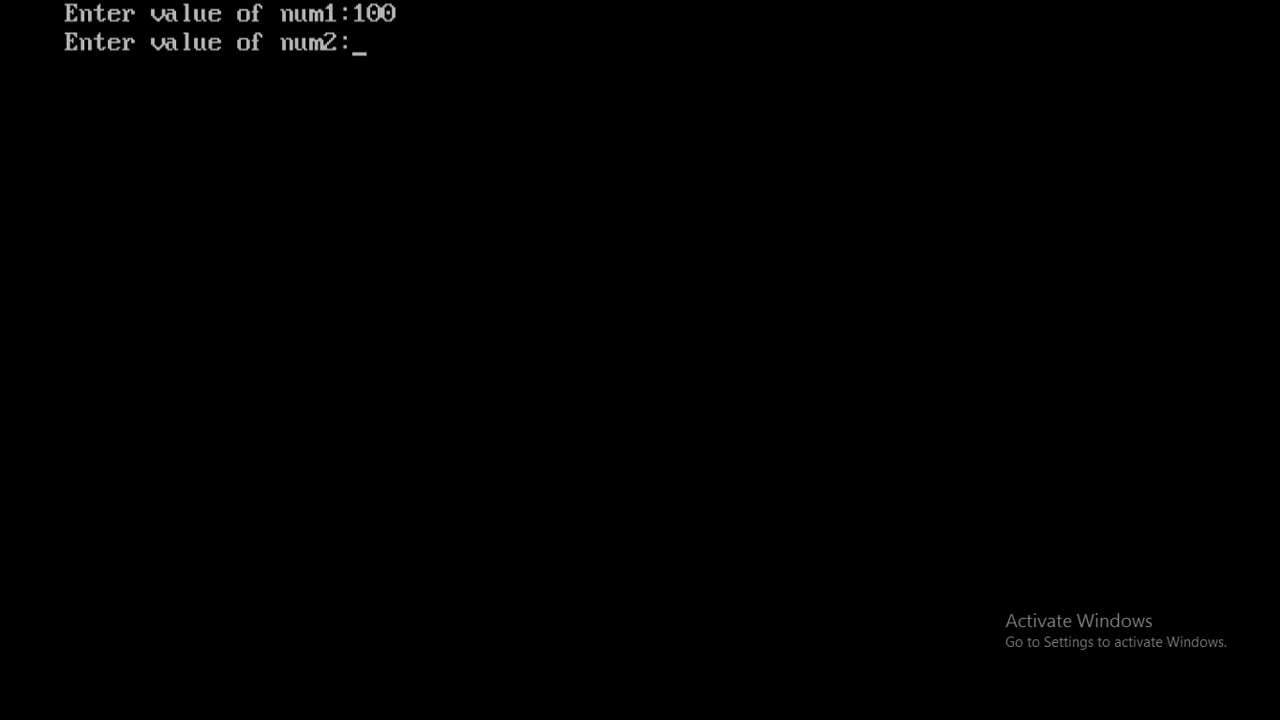 Enter value of num1:100
Enter value of num2:_
Activate Windows
Go to Settings to activate Windows.